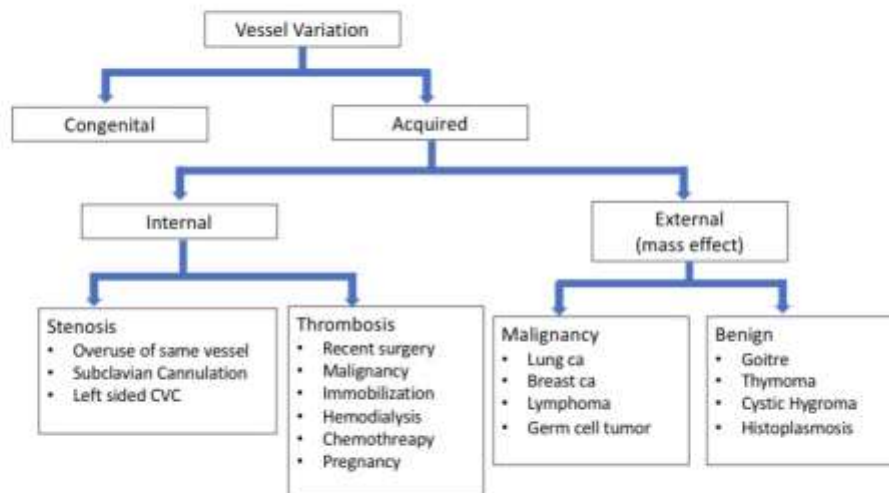 Vessel Variation
Congenital
Acquired
Internal
External
(mass effect)
Stenosis
• Overuse of same vessel
• Subclavian Cannulation
• Left sided CVC
Thrombosis
• Recent surgery
• Malignancy
• Immobilization
• Hemodialysis
• Chemothreapy
• Pregnancy
Malignancy
• Lung ca
• Breast ca
• Lymphoma
• Germ cell tumor
Benign
• Goitre
• Thymoma
• Cystic Hygroma
• Histoplasmosis